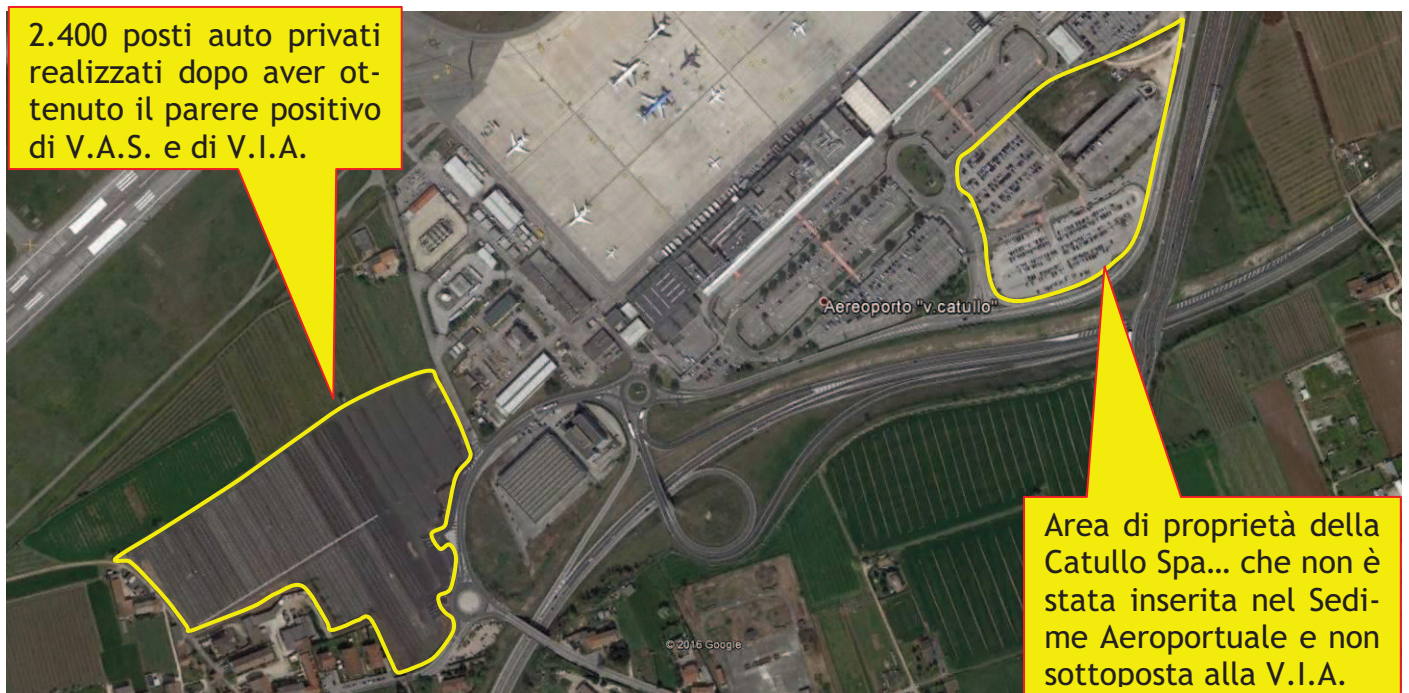 2.400 posti auto privati
realizzati dopo aver ot-
tenuto il parere positivo
di V.A.S. e di V.I.A.
Aereoporto "v.catullo"
Area di proprietà della
Catullo Spa... che non è
stata inserita nel Sedi-
me Aeroportuale e non
sottoposta alla V.I.A.
© 2016 Google